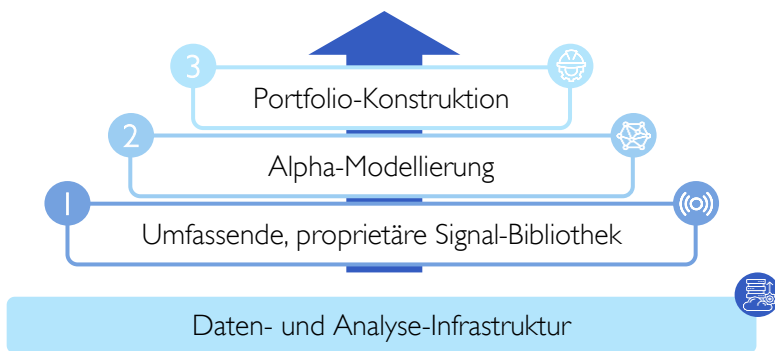 3
Portfolio-Konstruktion
2
Alpha-Modellierung
1
Umfassende, proprietäre Signal-Bibliothek
Daten- und Analyse-Infrastruktur